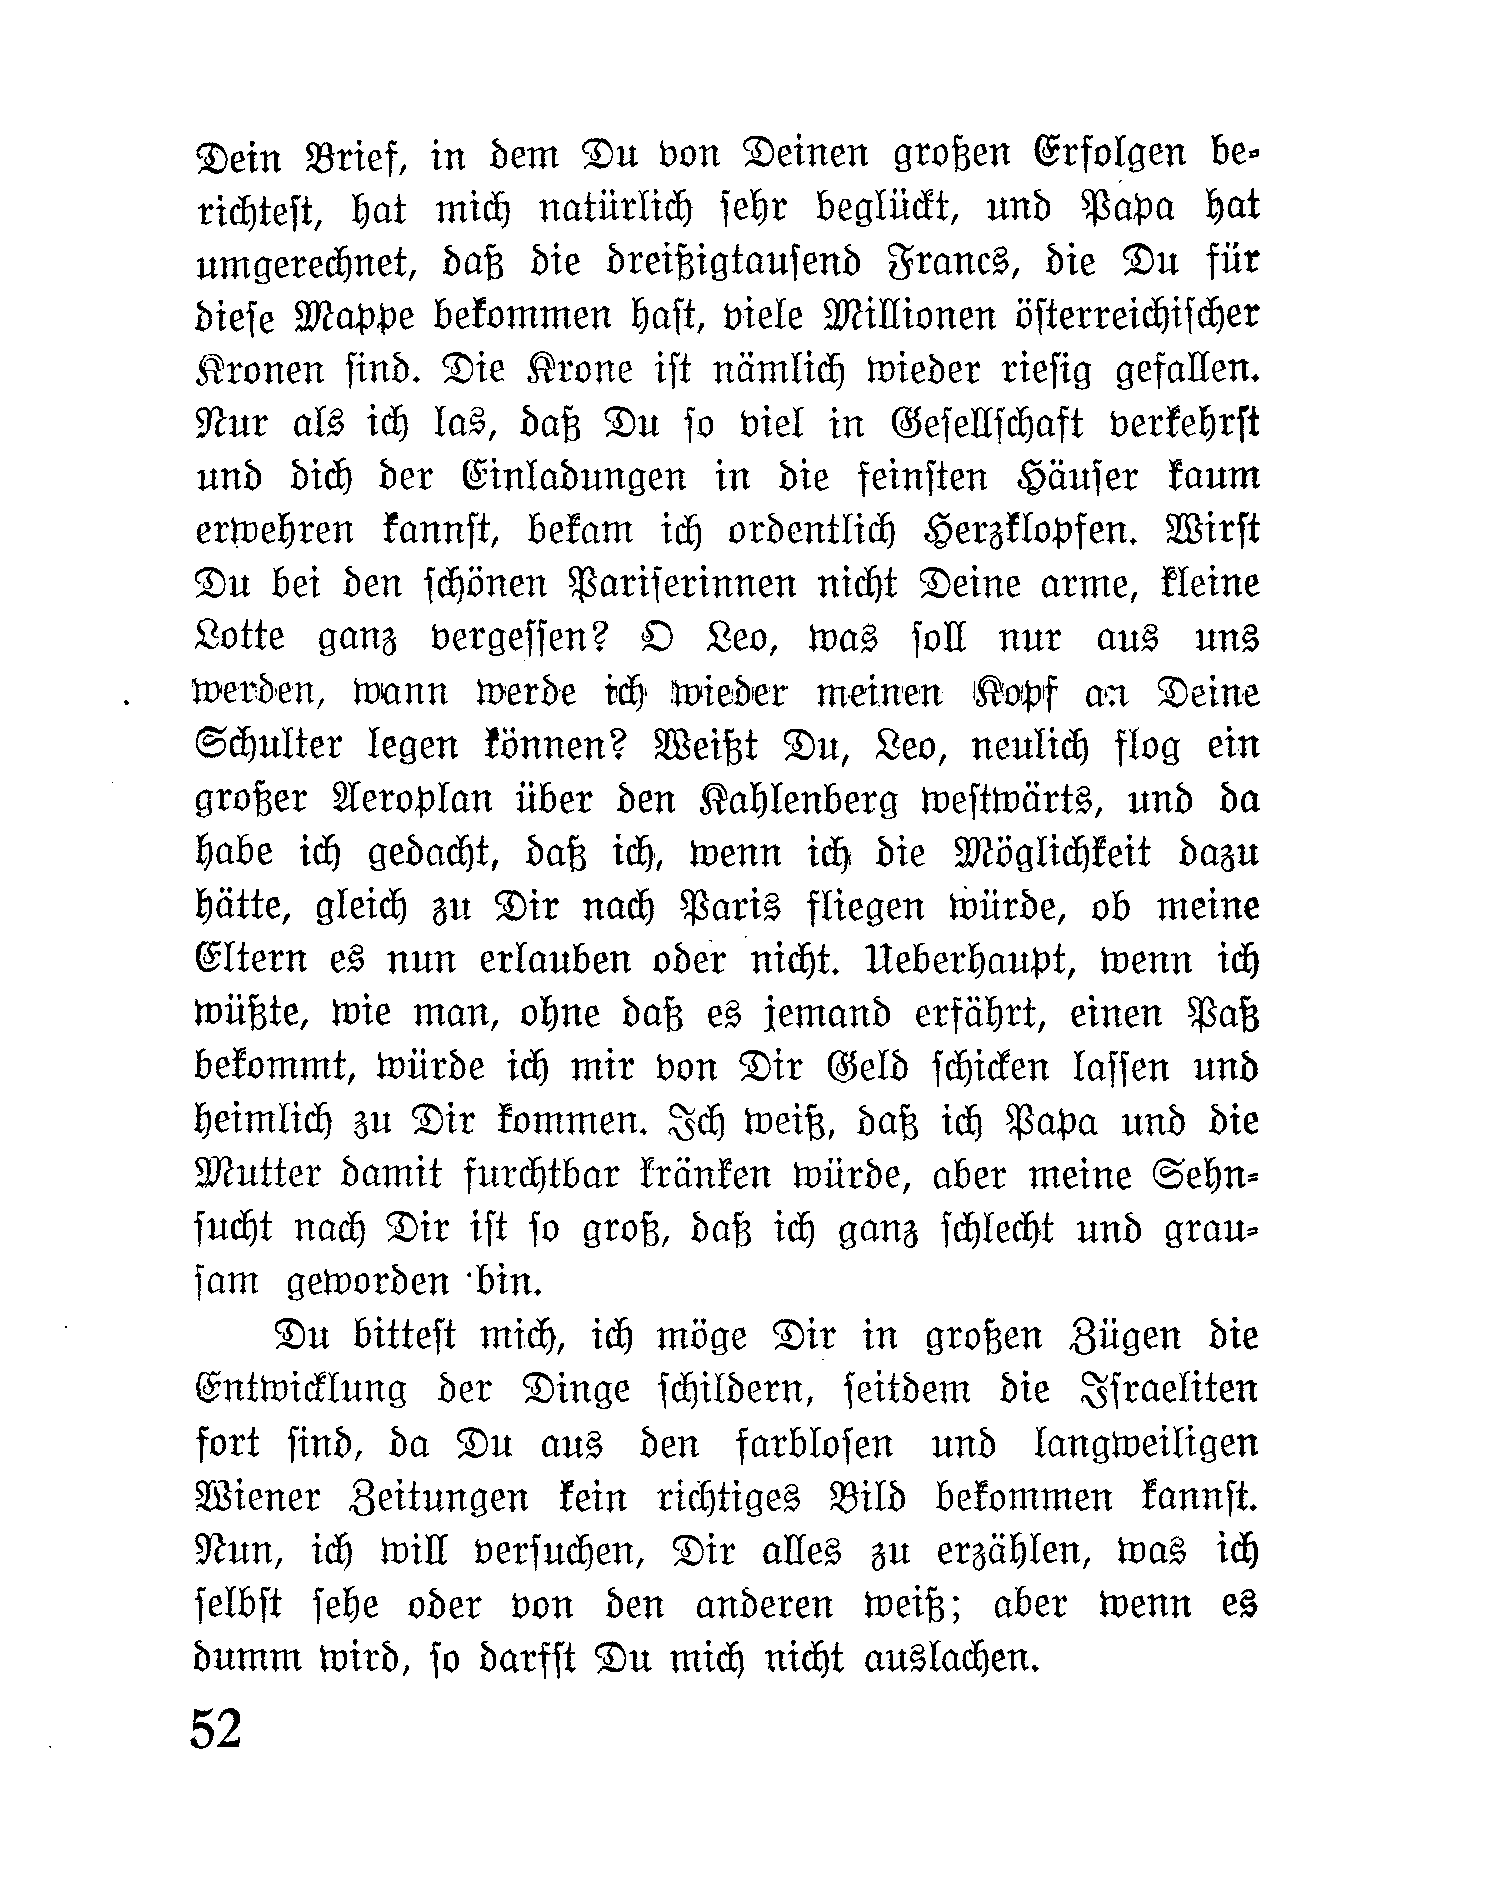 Dein Brief, in dem Du von Deinen großen Erfolgen be-
richtest, hat mich natürlich sehr beglückt, und Papa hat
umgerechnet, daß die dreißigtausend Francs, die Du für
diese Mappe bekommen hast, viele Millionen österreichischer
Kronen sind. Die Krone ist nämlich wieder riesig gefallen.
Nur als ich las, daß Du so viel in Gesellschaft verkehrst
und dich der Einladungen in die feinsten Häuser kaum
erwehren kannst, bekam ich ordentlich Herzklopfen. Wirst
Du bei den schönen Pariserinnen nicht Deine arme, kleine
Lotte ganz vergessen? O Leo, was soll nur aus uns
werden, wann werde ich wieder meinen Kopf an Deine
Schulter legen können? Weißt Du, Leo, neulich flog ein
großer Aeroplan über den Kahlenberg westwärts, und da
habe ich gedacht, daß ich, wenn ich die Möglichkeit dazu
hätte, gleich zu Dir nach Paris fliegen würde, ob meine
Eltern es nun erlauben oder nicht. Ueberhaupt, wenn ich
wüßte, wie man, ohne daß es jemand erfährt, einen Paß
bekommt, würde ich mir von Dir Geld schicken lassen und
heimlich zu Dir kommen. Ich weiß, daß ich Papa und die
Mutter damit furchtbar kränken würde, aber meine Sehn-
sucht nach Dir ist so groß, daß ich ganz schlecht und grau-
sam geworden bin.
Du bittest mich, ich möge Dir in großen Zügen die
Entwicklung der Dinge schildern, seitdem die Israeliten
fort sind, da Du aus den farblosen und langweiligen
Wiener Zeitungen kein richtiges Bild bekommen kannst.
Nun, ich will versuchen, Dir alles zu erzählen, was ich
selbst sehe oder von den anderen weiß; aber wenn es
dumm wird, so darfst Du mich nicht auslachen.
52